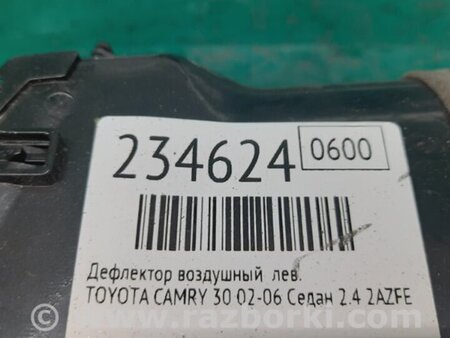 234624 0600
Дефлектор воздушный лев.
TOYOTA CAMRY 30 02-06 Седан 2.4 2AZFE
www.razborki.com